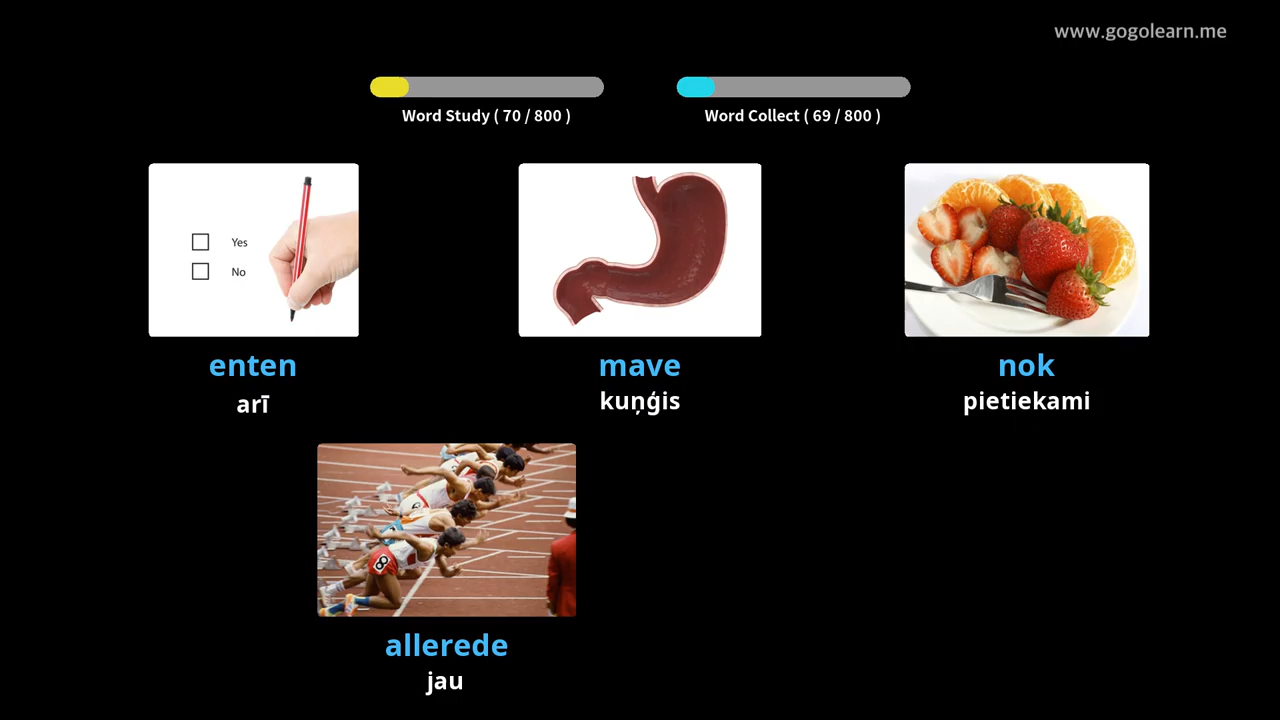 www.gogolearn.me
Word Study ( 70 / 800 )
Word Collect ( 69 / 800 )
Yes
No
enten
arī
mave
kuņģis
nok
pietiekami
8
allerede
jau